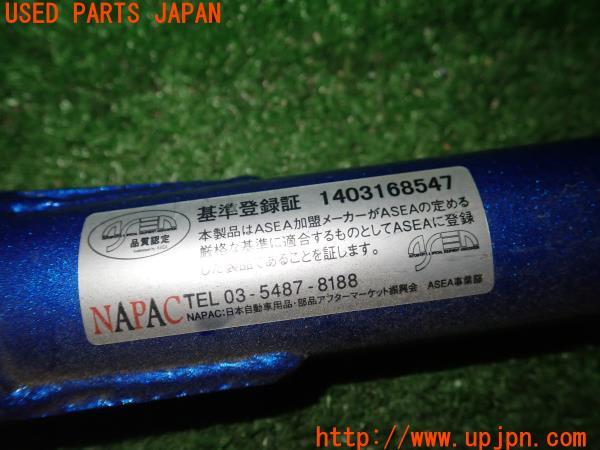 USED PARTS JAPAN
基準登録証 1403168547
本製品はASEA加盟メーカーがASEAの定める
厳格な基準に適合するものとしてASEAに登録
した製品であることを証します。
品質認定
NAPAC TEL 03-5487-8188
NAPAC:日本自動車用品・部品アフターマーケット振興会 ASEA事業部
http://www.upjpn.com/